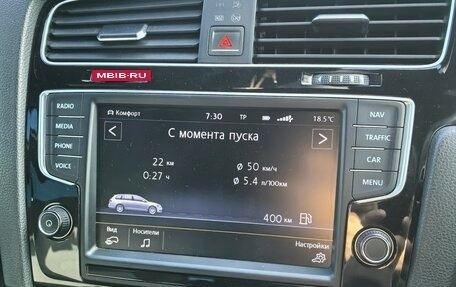 MBIB-RU
RADIO
MEDIA
PHONE
VOICE
NAV
TRAFFIC
CAR
MENU
Комфорт 7:30 TP 18.5°C
С момента пуска
22 км
0:27 ч
Ø 50 км/ч
Ø 5.4 л/100км
400 км
Вид Носители Настройки